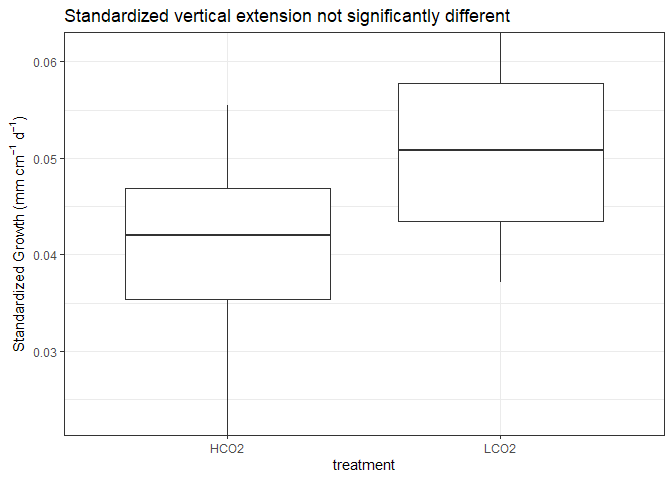 Standardized vertical extension not significantly different
0.06
0.05
0.04
0.03
Standardized Growth (mm cm⁻¹ d⁻¹)
HCO2
LCO2
treatment